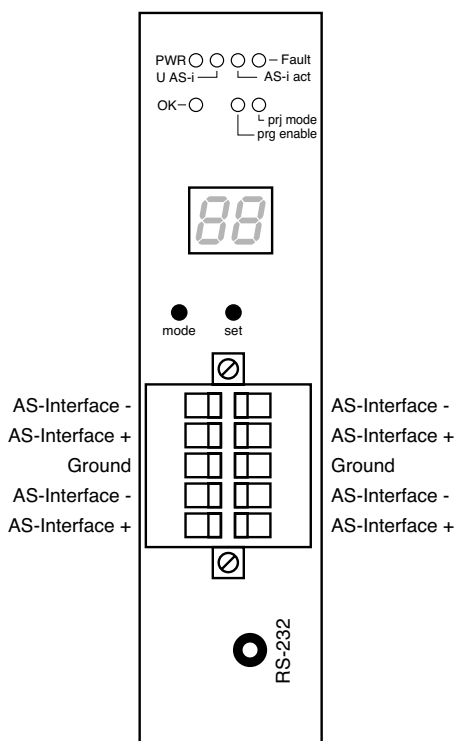 PWR Fault
U AS-i AS-i act
OK
prj mode
prg enable
88
mode set
AS-Interface - AS-Interface -
AS-Interface + AS-Interface +
Ground Ground
AS-Interface - AS-Interface -
AS-Interface + AS-Interface +
RS-232